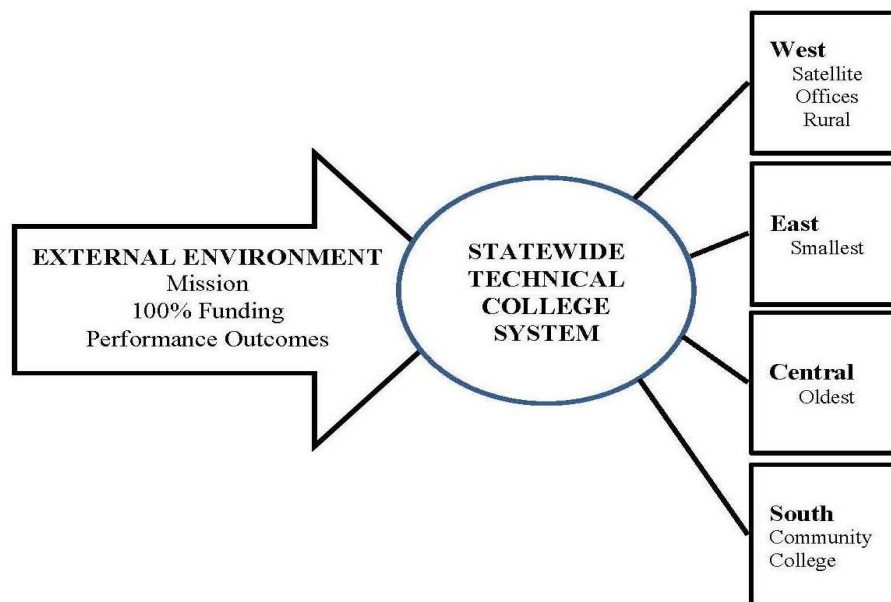 EXTERNAL ENVIRONMENT
Mission
100% Funding
Performance Outcomes
STATEWIDE
TECHNICAL
COLLEGE
SYSTEM
West
Satellite
Offices
Rural
East
Smallest
Central
Oldest
South
Community
College